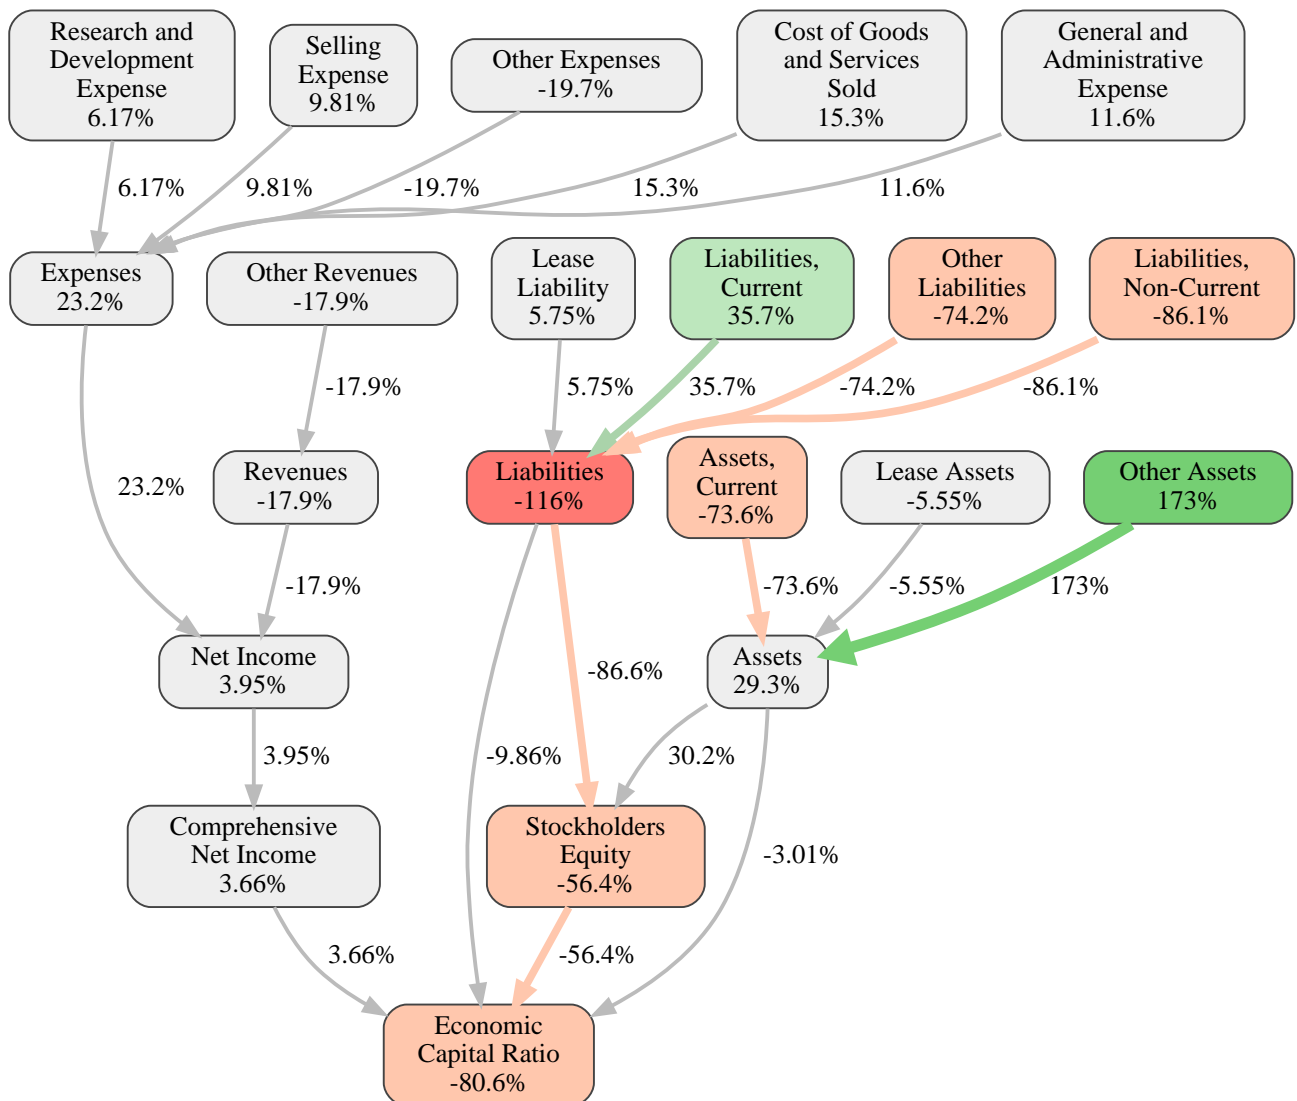 Research and
Development
Expense
6.17%
Selling
Expense
9.81%
Other Expenses
-19.7%
Cost of Goods
and Services
Sold
15.3%
General and
Administrative
Expense
11.6%
6.17%
9.81%
-19.7%
15.3%
11.6%
Expenses
23.2%
Other Revenues
-17.9%
Lease
Liability
5.75%
Liabilities,
Current
35.7%
Other
Liabilities
-74.2%
Liabilities,
Non-Current
-86.1%
-17.9%
5.75%
35.7%
-74.2%
-86.1%
23.2%
Revenues
-17.9%
Liabilities
-116%
Assets,
Current
-73.6%
Lease Assets
-5.55%
Other Assets
173%
-17.9%
-73.6%
-5.55%
173%
Net Income
3.95%
-86.6%
Assets
29.3%
3.95%
-9.86%
30.2%
Comprehensive
Net Income
3.66%
Stockholders
Equity
-56.4%
-3.01%
3.66%
-56.4%
Economic
Capital Ratio
-80.6%